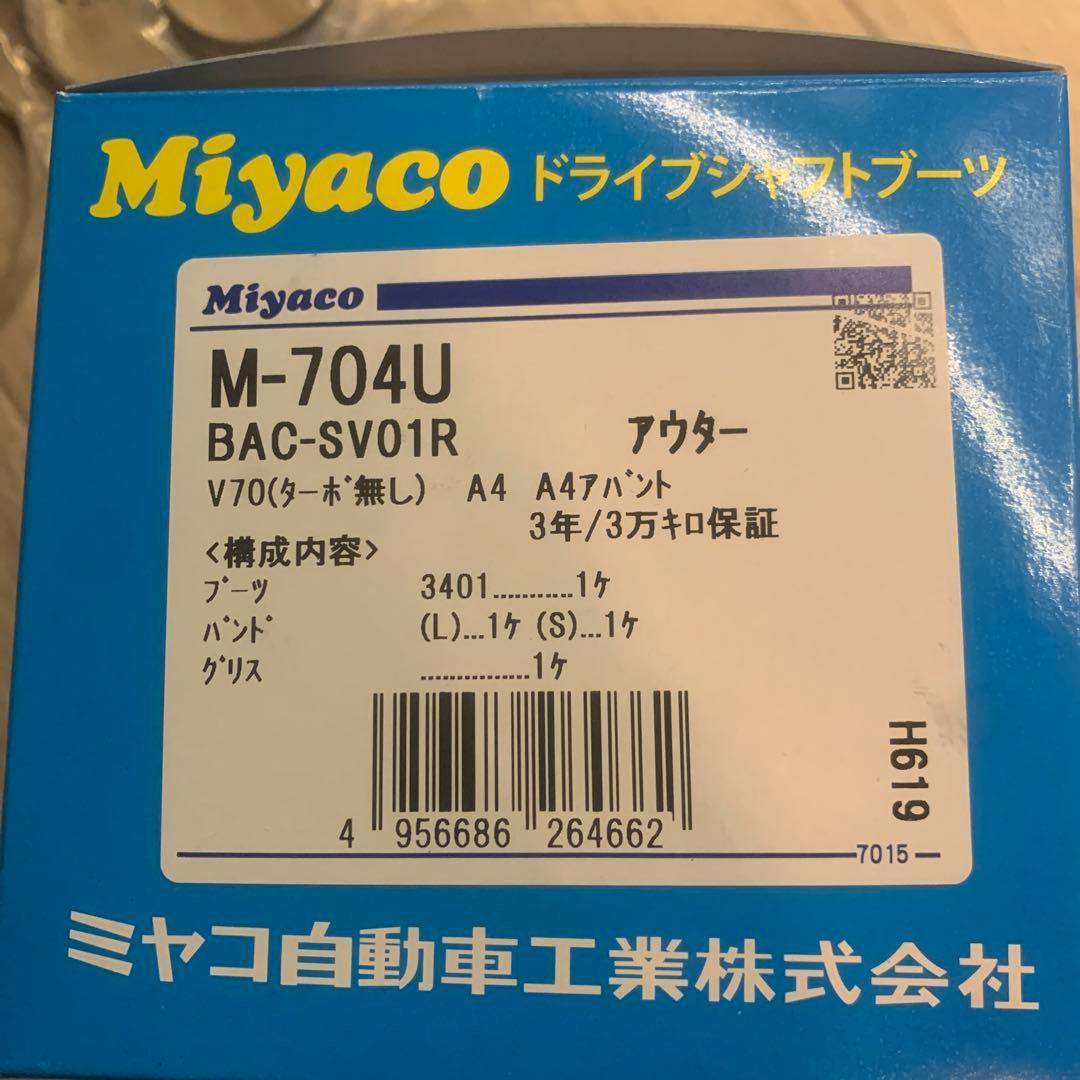 Miyaco ドライブシャフトブーツ
Miyaco
M-704U
BAC-SV01R アウター
V70(ﾀｰﾎﾞ無し) A4 A4ｱﾊﾞﾝﾄ
3年/3万ｷﾛ保証
<構成内容>
ﾌﾞｰﾂ 3401...........1ｹ
ﾊﾞﾝﾄﾞ (L)...1ｹ (S)...1ｹ
ｸﾞﾘｽ ...............1ｹ
H619
4 956686 264662
7015
ミヤコ自動車工業株式会社